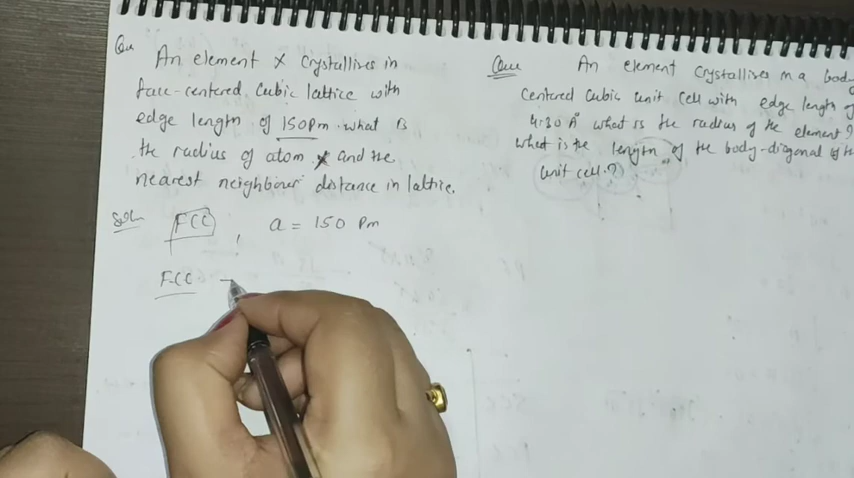 Qu An element X crystallises in
face-centered cubic lattice with
edge length of 150pm. what is
the radius of atom X and the
nearest neighbour distance in lattice.
Soln FCC, a = 150 pm
FCC
Ques An element crystallises in a body
centered cubic unit cell with edge length of
4.30 A° what is the radius of the element?
what is the length of the body-diagonal of the
unit cell?